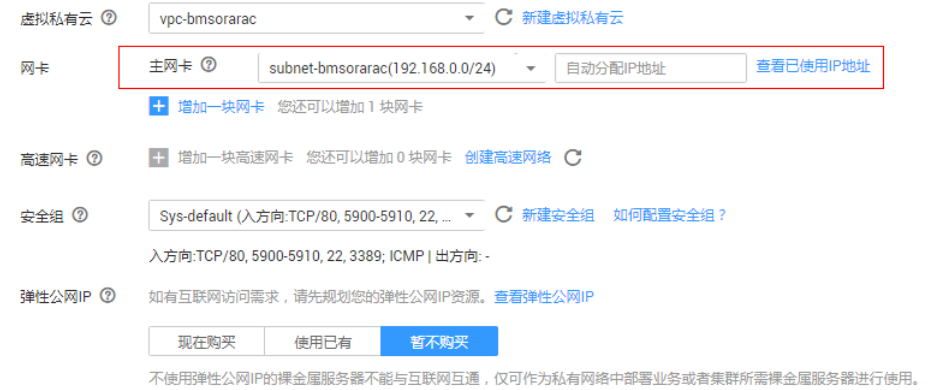 虚拟私有云 vpc-bmsorarac 新建虚拟私有云
网卡 主网卡 subnet-bmsorarac(192.168.0.0/24) 自动分配IP地址 查看已使用IP地址
增加一块网卡 您还可以增加 1 块网卡
高速网卡 增加一块高速网卡 您还可以增加 0 块网卡 创建高速网络
安全组 Sys-default (入方向:TCP/80, 5900-5910, 22, ... 新建安全组 如何配置安全组？
入方向:TCP/80, 5900-5910, 22, 3389; ICMP | 出方向: -
弹性公网IP 如有互联网访问需求，请先规划您的弹性公网IP资源。查看弹性公网IP
现在购买 使用已有 暂不购买
不使用弹性公网IP的裸金属服务器不能与互联网互通，仅可作为私有网络中部署业务或者集群所需裸金属服务器进行使用。